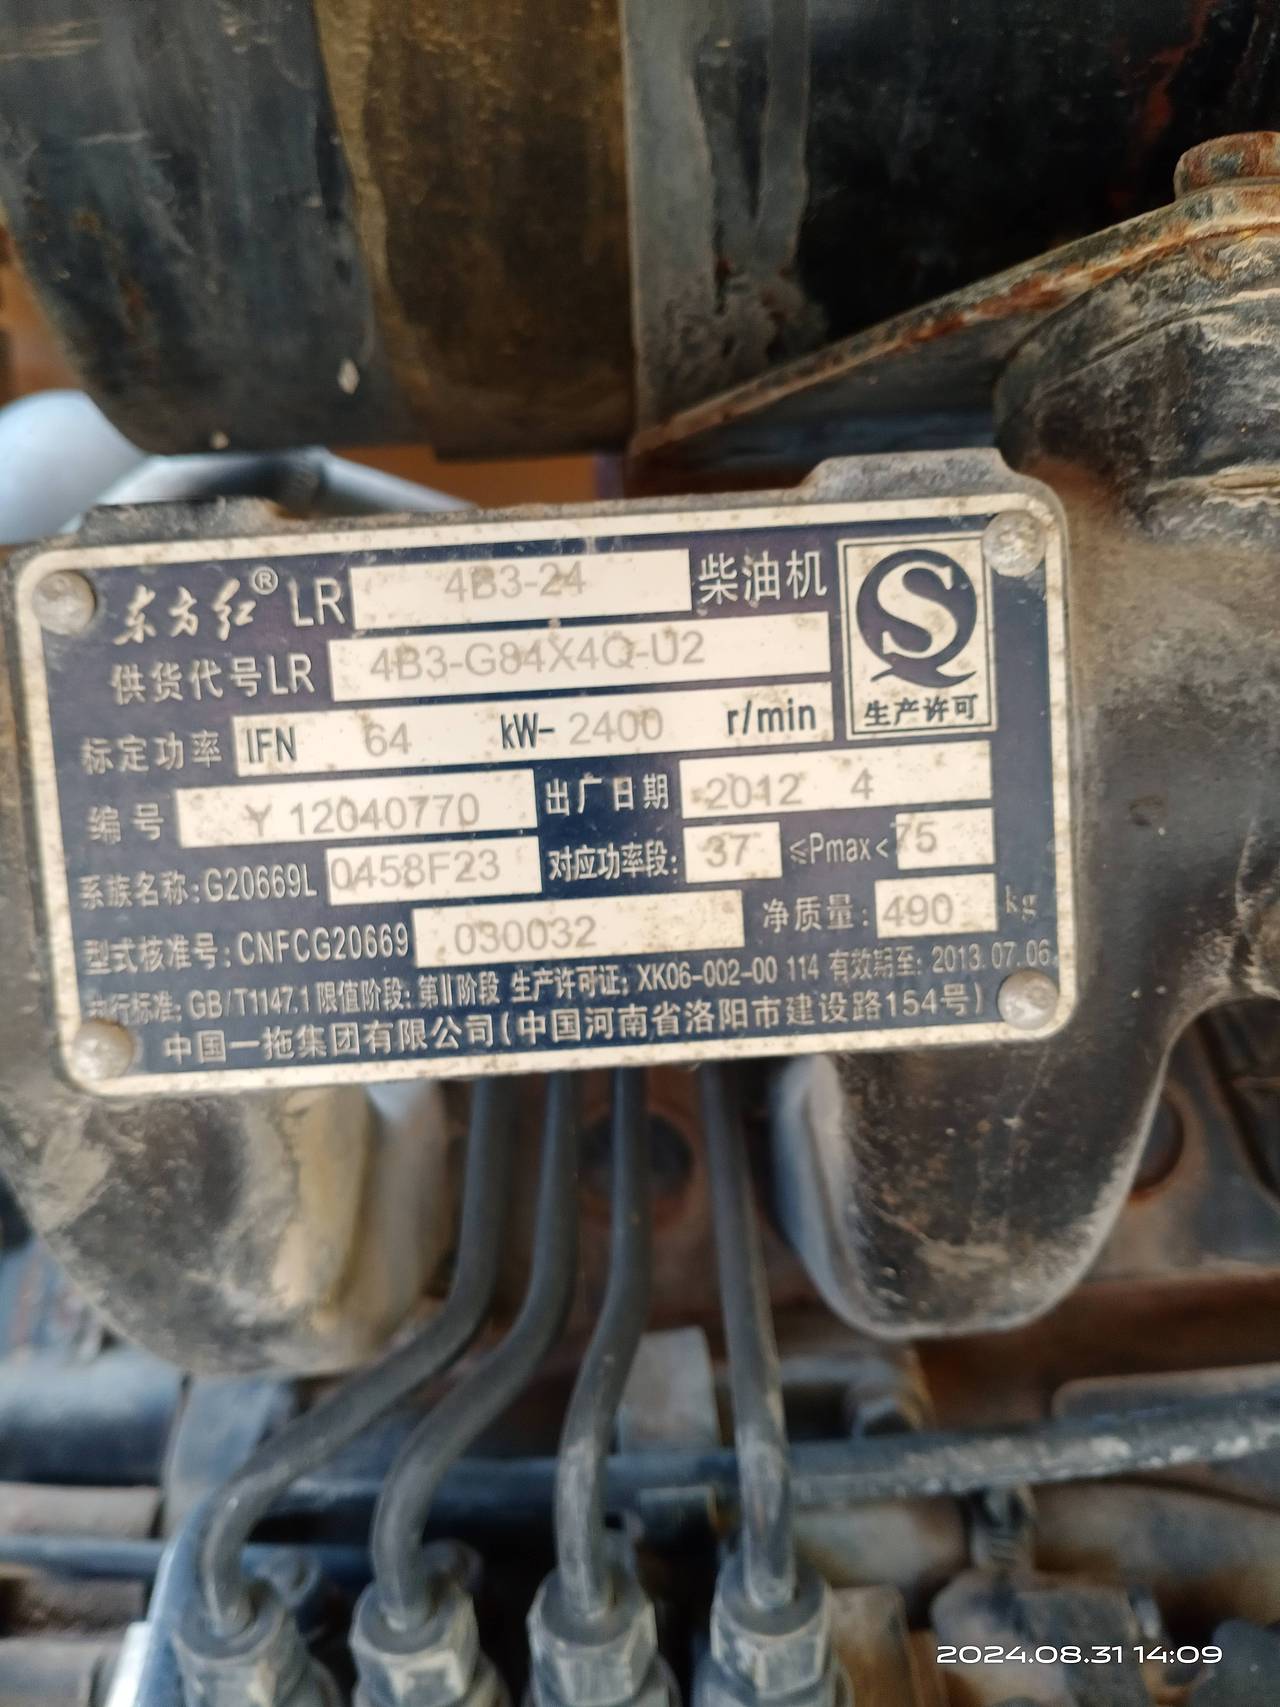 东方红® LR 4B3-24 柴油机
供货代号LR 4B3-G84X4Q-U2
标定功率 IFN 64 kW- 2400 r/min
S
生产许可
编号 Y 12040770 出厂日期 2012 4
系族名称:G20669L 0458F23 对应功率段: 37 ≤Pmax< 75
型式核准号:CNFCG20669 030032 净质量: 490 kg
执行标准: GB/T1147.1 限值阶段: 第Ⅱ阶段 生产许可证: XK06-002-00 114 有效期至: 2013.07.06
中国一拖集团有限公司(中国河南省洛阳市建设路154号)
2024.08.31 14:09